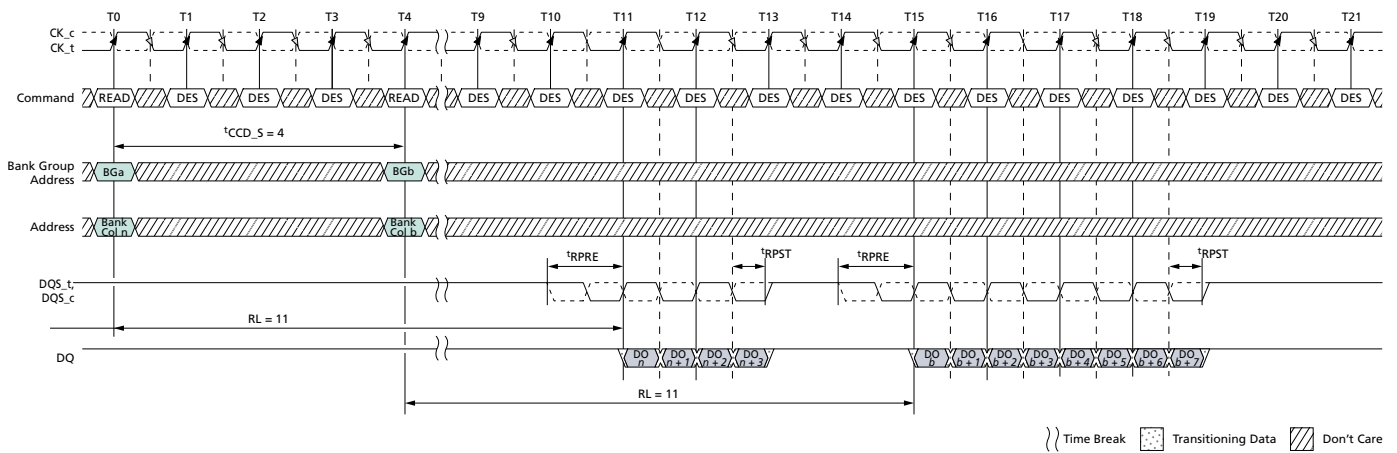 T0 T1 T2 T3 T4 T9 T10 T11 T12 T13 T14 T15 T16 T17 T18 T19 T20 T21
CK_c
CK_t
Command READ DES DES DES READ DES DES DES DES DES DES DES DES DES DES DES DES DES
tCCD_S = 4
Bank Group
Address
BGa BGb
Address
Bank
Col n
Bank
Col b
tRPRE tRPST tRPRE tRPST
DQS_t,
DQS_c
RL = 11
DQ
DO
n
DO
n + 1
DO
n + 2
DO
n + 3
DO
b
DO
b + 1
DO
b + 2
DO
b + 3
DO
b + 4
DO
b + 5
DO
b + 6
DO
b + 7
RL = 11
Time Break Transitioning Data Don't Care